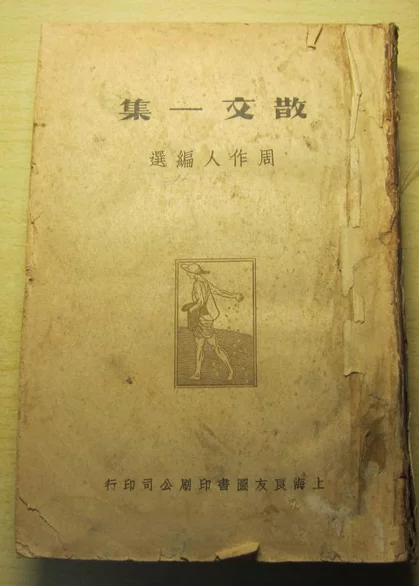 散文一集
周作人編選
上海良友圖書印刷公司印行